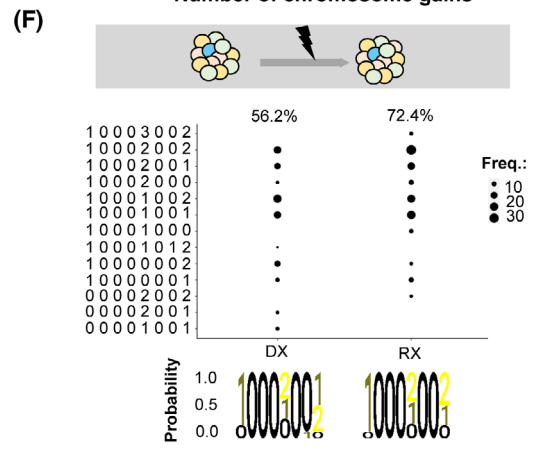 Number of chromosome gains
(F)
56.2% 72.4%
1 0 0 0 3 0 0 2
1 0 0 0 2 0 0 2
1 0 0 0 2 0 0 1
1 0 0 0 2 0 0 0
1 0 0 0 1 0 0 2
1 0 0 0 1 0 0 1
1 0 0 0 1 0 0 0
1 0 0 0 1 0 1 2
1 0 0 0 0 0 0 2
1 0 0 0 0 0 0 1
0 0 0 0 2 0 0 2
0 0 0 0 2 0 0 1
0 0 0 0 1 0 0 1
Freq.:
10
20
30
DX RX
Probability
1.0
0.5
0.0
10002001 10002002